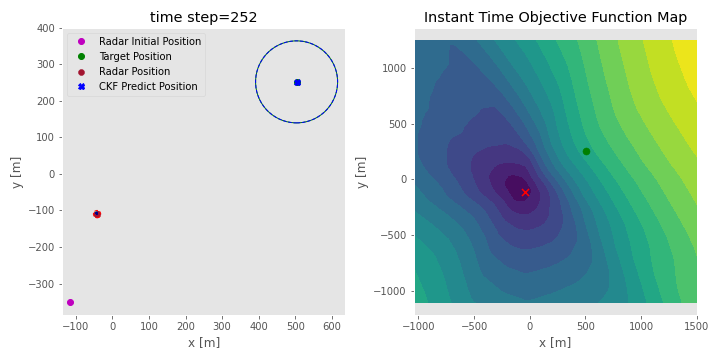 time step=252
Radar Initial Position
Target Position
Radar Position
CKF Predict Position
400
300
200
100
0
−100
−200
−300
y [m]
−100 0 100 200 300 400 500 600
x [m]
Instant Time Objective Function Map
1000
500
0
−500
−1000
y [m]
−1000 −500 0 500 1000 1500
x [m]